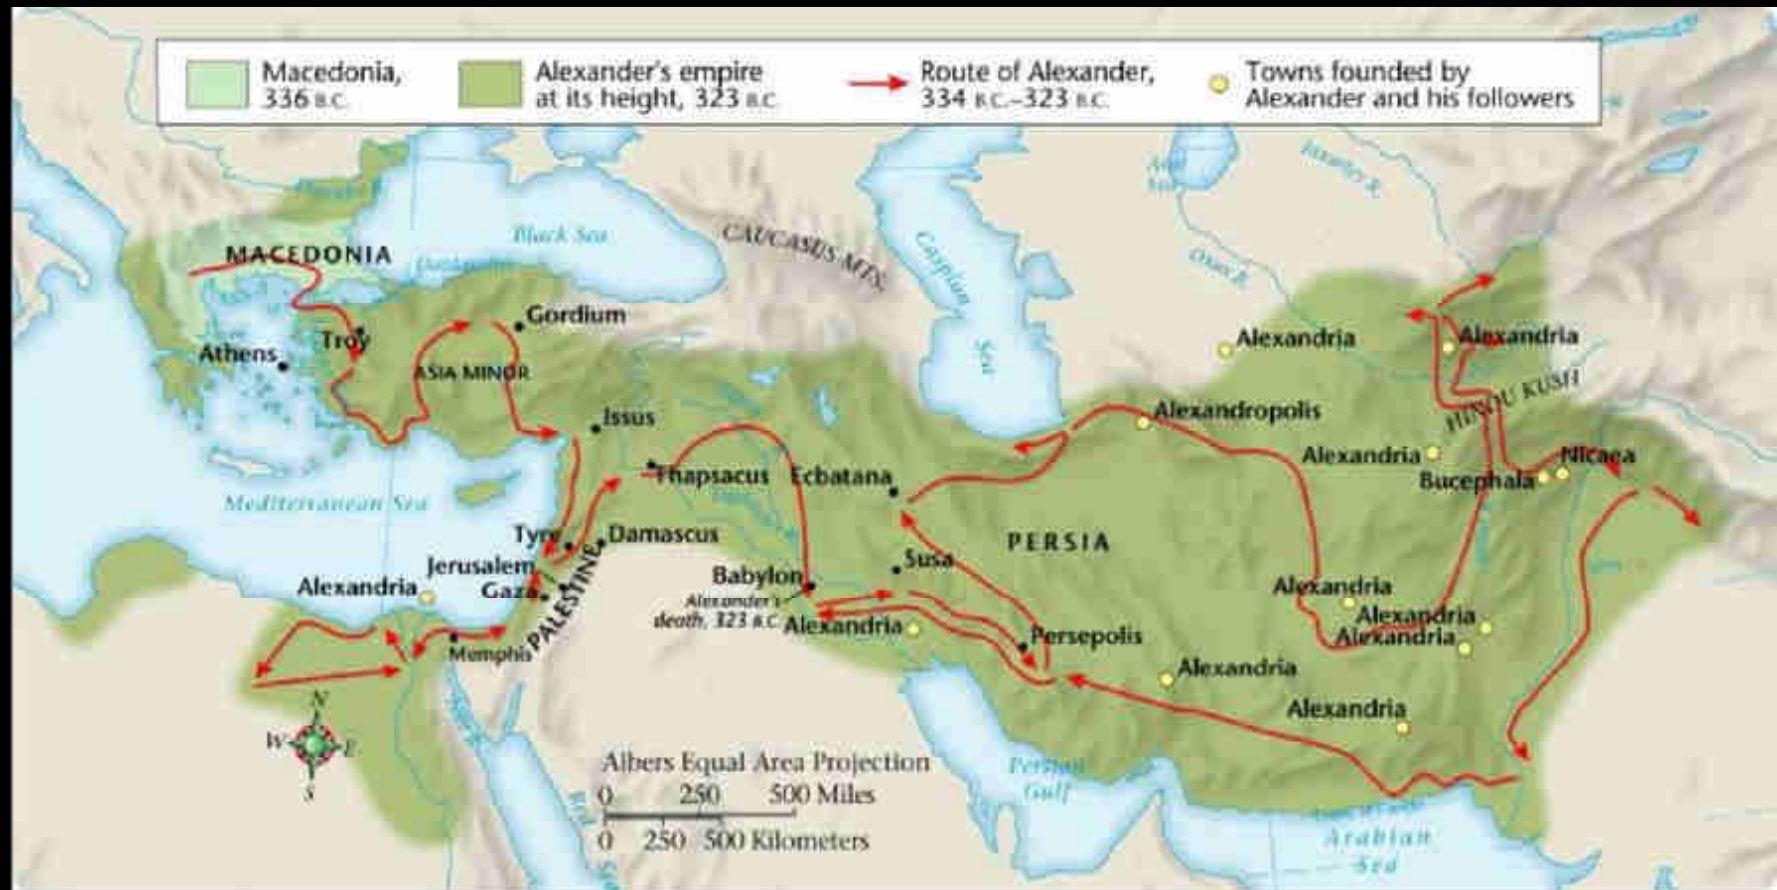 Macedonia,
336 B.C.
Alexander's empire
at its height, 323 B.C.
Route of Alexander,
334 B.C.–323 B.C.
Towns founded by
Alexander and his followers
Jaxartes R.
Black Sea
CAUCASUS MTS.
Caspian
Sea
Oxus R.
MACEDONIA
Gordium
Troy
Athens
ASIA MINOR
Alexandria
Alexandria
HINDU KUSH
Issus
Alexandropolis
Alexandria
Nicaea
Bucephala
Thapsacus
Ecbatana
Mediterranean Sea
Tyre
Damascus
PERSIA
Jerusalem
Gaza
PALESTINE
Susa
Babylon
Alexander's
death, 323 B.C.
Alexandria
Alexandria
Alexandria
Alexandria
Alexandria
Memphis
Persepolis
Alexandria
Alexandria
N
W
E
S
Albers Equal Area Projection
0 250 500 Miles
0 250 500 Kilometers
Persian
Gulf
Arabian
Sea
Red